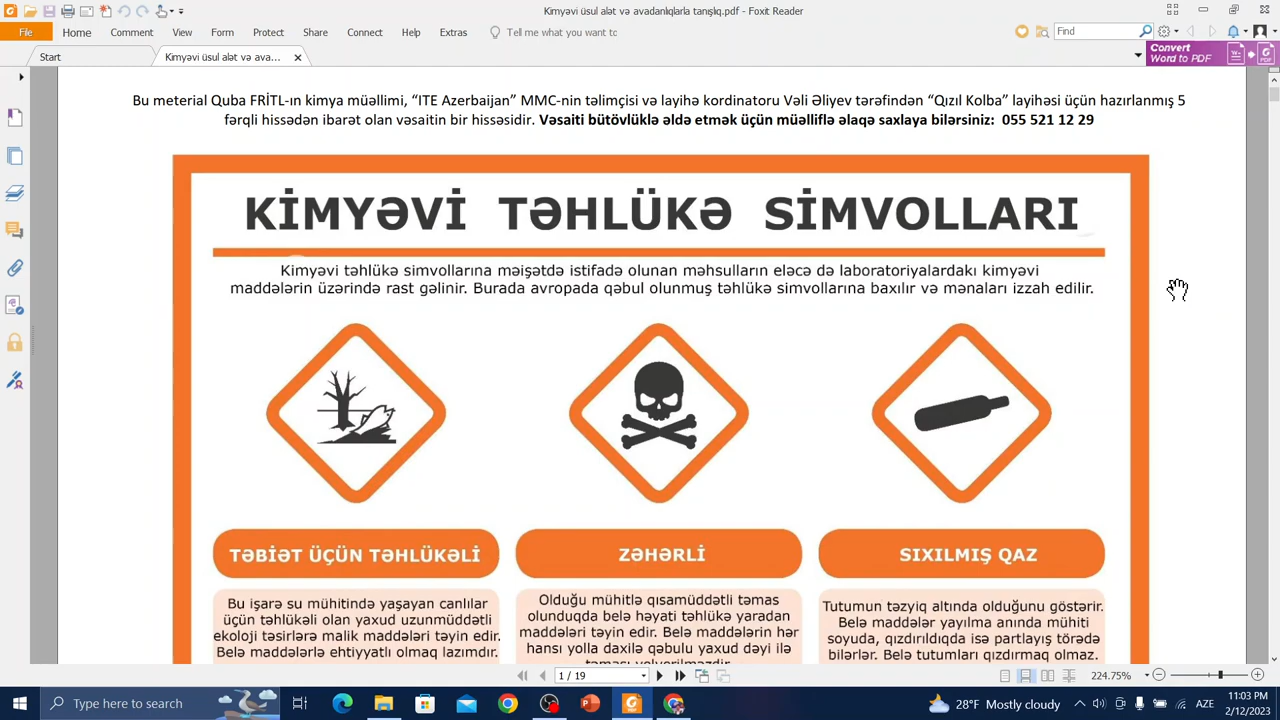 Kimyəvi üsul alət və avadanlıqlarla tanışlıq.pdf - Foxit Reader
File Home Comment View Form Protect Share Connect Help Extras Tell me what you want to Find
Start Kimyəvi üsul alət və ava... Convert Word to PDF
Bu meterial Quba FRİTL-ın kimya müəllimi, “ITE Azerbaijan” MMC-nin təlimçisi və layihə kordinatoru Vəli Əliyev tərəfindən “Qızıl Kolba” layihəsi üçün hazırlanmış 5
fərqli hissədən ibarət olan vəsaitin bir hissəsidir. Vəsaiti bütövlüklə əldə etmək üçün müəlliflə əlaqə saxlaya bilərsiniz: 055 521 12 29
KİMYƏVİ TƏHLÜKƏ SİMVOLLARI
Kimyəvi təhlükə simvollarına məişətdə istifadə olunan məhsulların eləcə də laboratoriyalardakı kimyəvi
maddələrin üzərində rast gəlinir. Burada avropada qəbul olunmuş təhlükə simvollarına baxılır və mənaları izzah edilir.
TƏBİƏT ÜÇÜN TƏHLÜKƏLİ
Bu işarə su mühitində yaşayan canlılar
üçün təhlükəli olan yaxud uzunmüddətli
ekoloji təsirlərə malik maddələri təyin edir.
Belə maddələrlə ehtiyyatlı olmaq lazımdır.
ZƏHƏRLİ
Olduğu mühitlə qısamüddətli təmas
olunduqda belə həyati təhlükə yaradan
maddələri təyin edir. Belə maddələrin hər
hansı yolla daxilə qəbulu yaxud dəyi ilə
təması yolverilməzdir.
SIXILMIŞ QAZ
Tutumun təzyiq altında olduğunu göstərir.
Belə maddələr yayılma anında mühiti
soyuda, qızdırıldıqda isə partlayış törədə
bilərlər. Belə tutumları qızdırmaq olmaz.
1 / 19 224.75%
Type here to search 28°F Mostly cloudy AZE 11:03 PM
2/12/2023